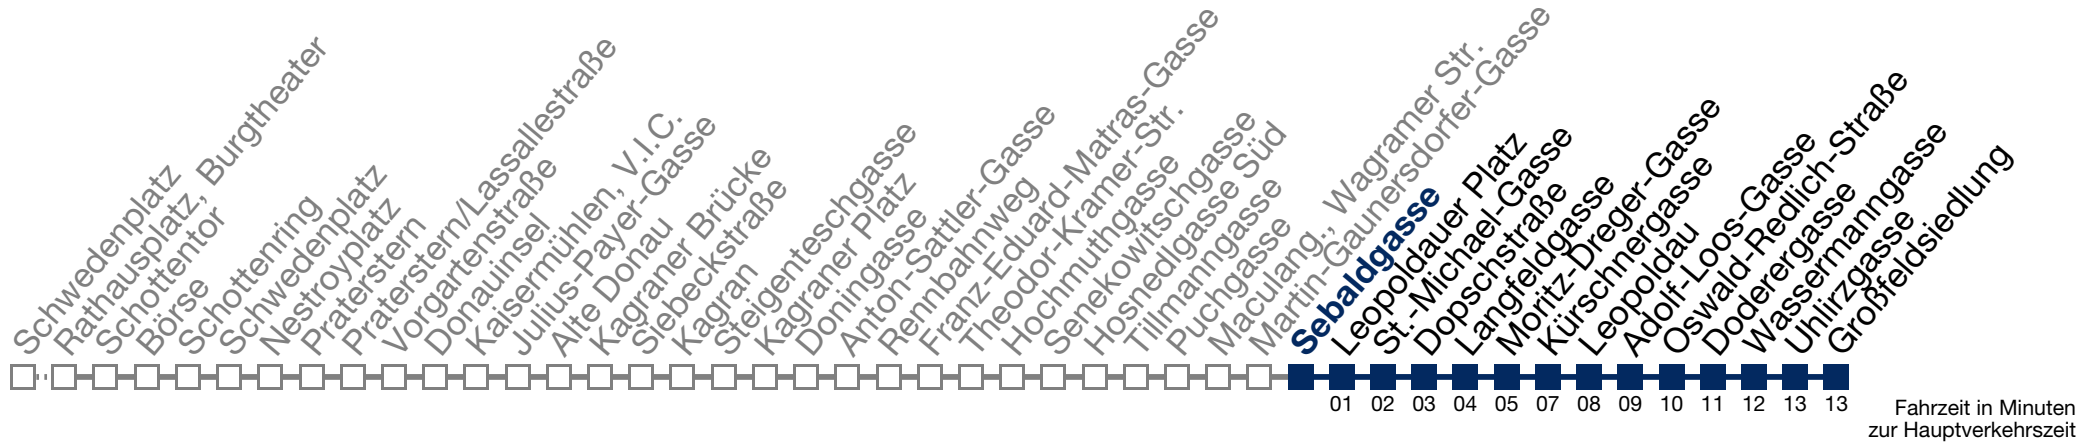 Schwedenplatz
Rathausplatz, Burgtheater
Schottentor
Börse
Schottenring
Schwedenplatz
Nestroyplatz
Praterstern
Praterstern/Lassallestraße
Vorgartenstraße
Donauinsel
Kaisermühlen, V.I.C.
Julius-Payer-Gasse
Alte Donau
Kagraner Brücke
Siebeckstraße
Kagran
Steigenteschgasse
Kagraner Platz
Doningasse
Anton-Sattler-Gasse
Rennbahnweg
Franz-Eduard-Matras-Gasse
Theodor-Kramer-Str.
Hochmuthgasse
Senekowitschgasse
Hosnedlgasse Süd
Tillmanngasse
Puchgasse
Maculang., Wagramer Str.
Martin-Gaunersdorfer-Gasse
Sebaldgasse
Leopoldauer Platz
St.-Michael-Gasse
Dopschstraße
Langfeldgasse
Moritz-Dreger-Gasse
Kürschnergasse
Leopoldau
Adolf-Loos-Gasse
Oswald-Redlich-Straße
Doderergasse
Wassermanngasse
Uhlirzgasse
Großfeldsiedlung
01 02 03 04 05 07 08 09 10 11 12 13 13
Fahrzeit in Minuten
zur Hauptverkehrszeit